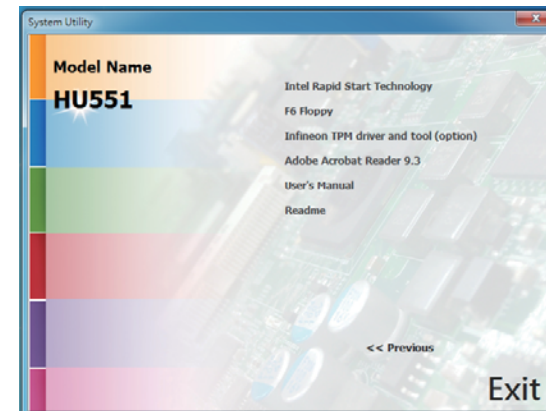 System Utility
Model Name
HU551
Intel Rapid Start Technology
F6 Floppy
Infineon TPM driver and tool (option)
Adobe Acrobat Reader 9.3
User's Manual
Readme
<< Previous
Exit